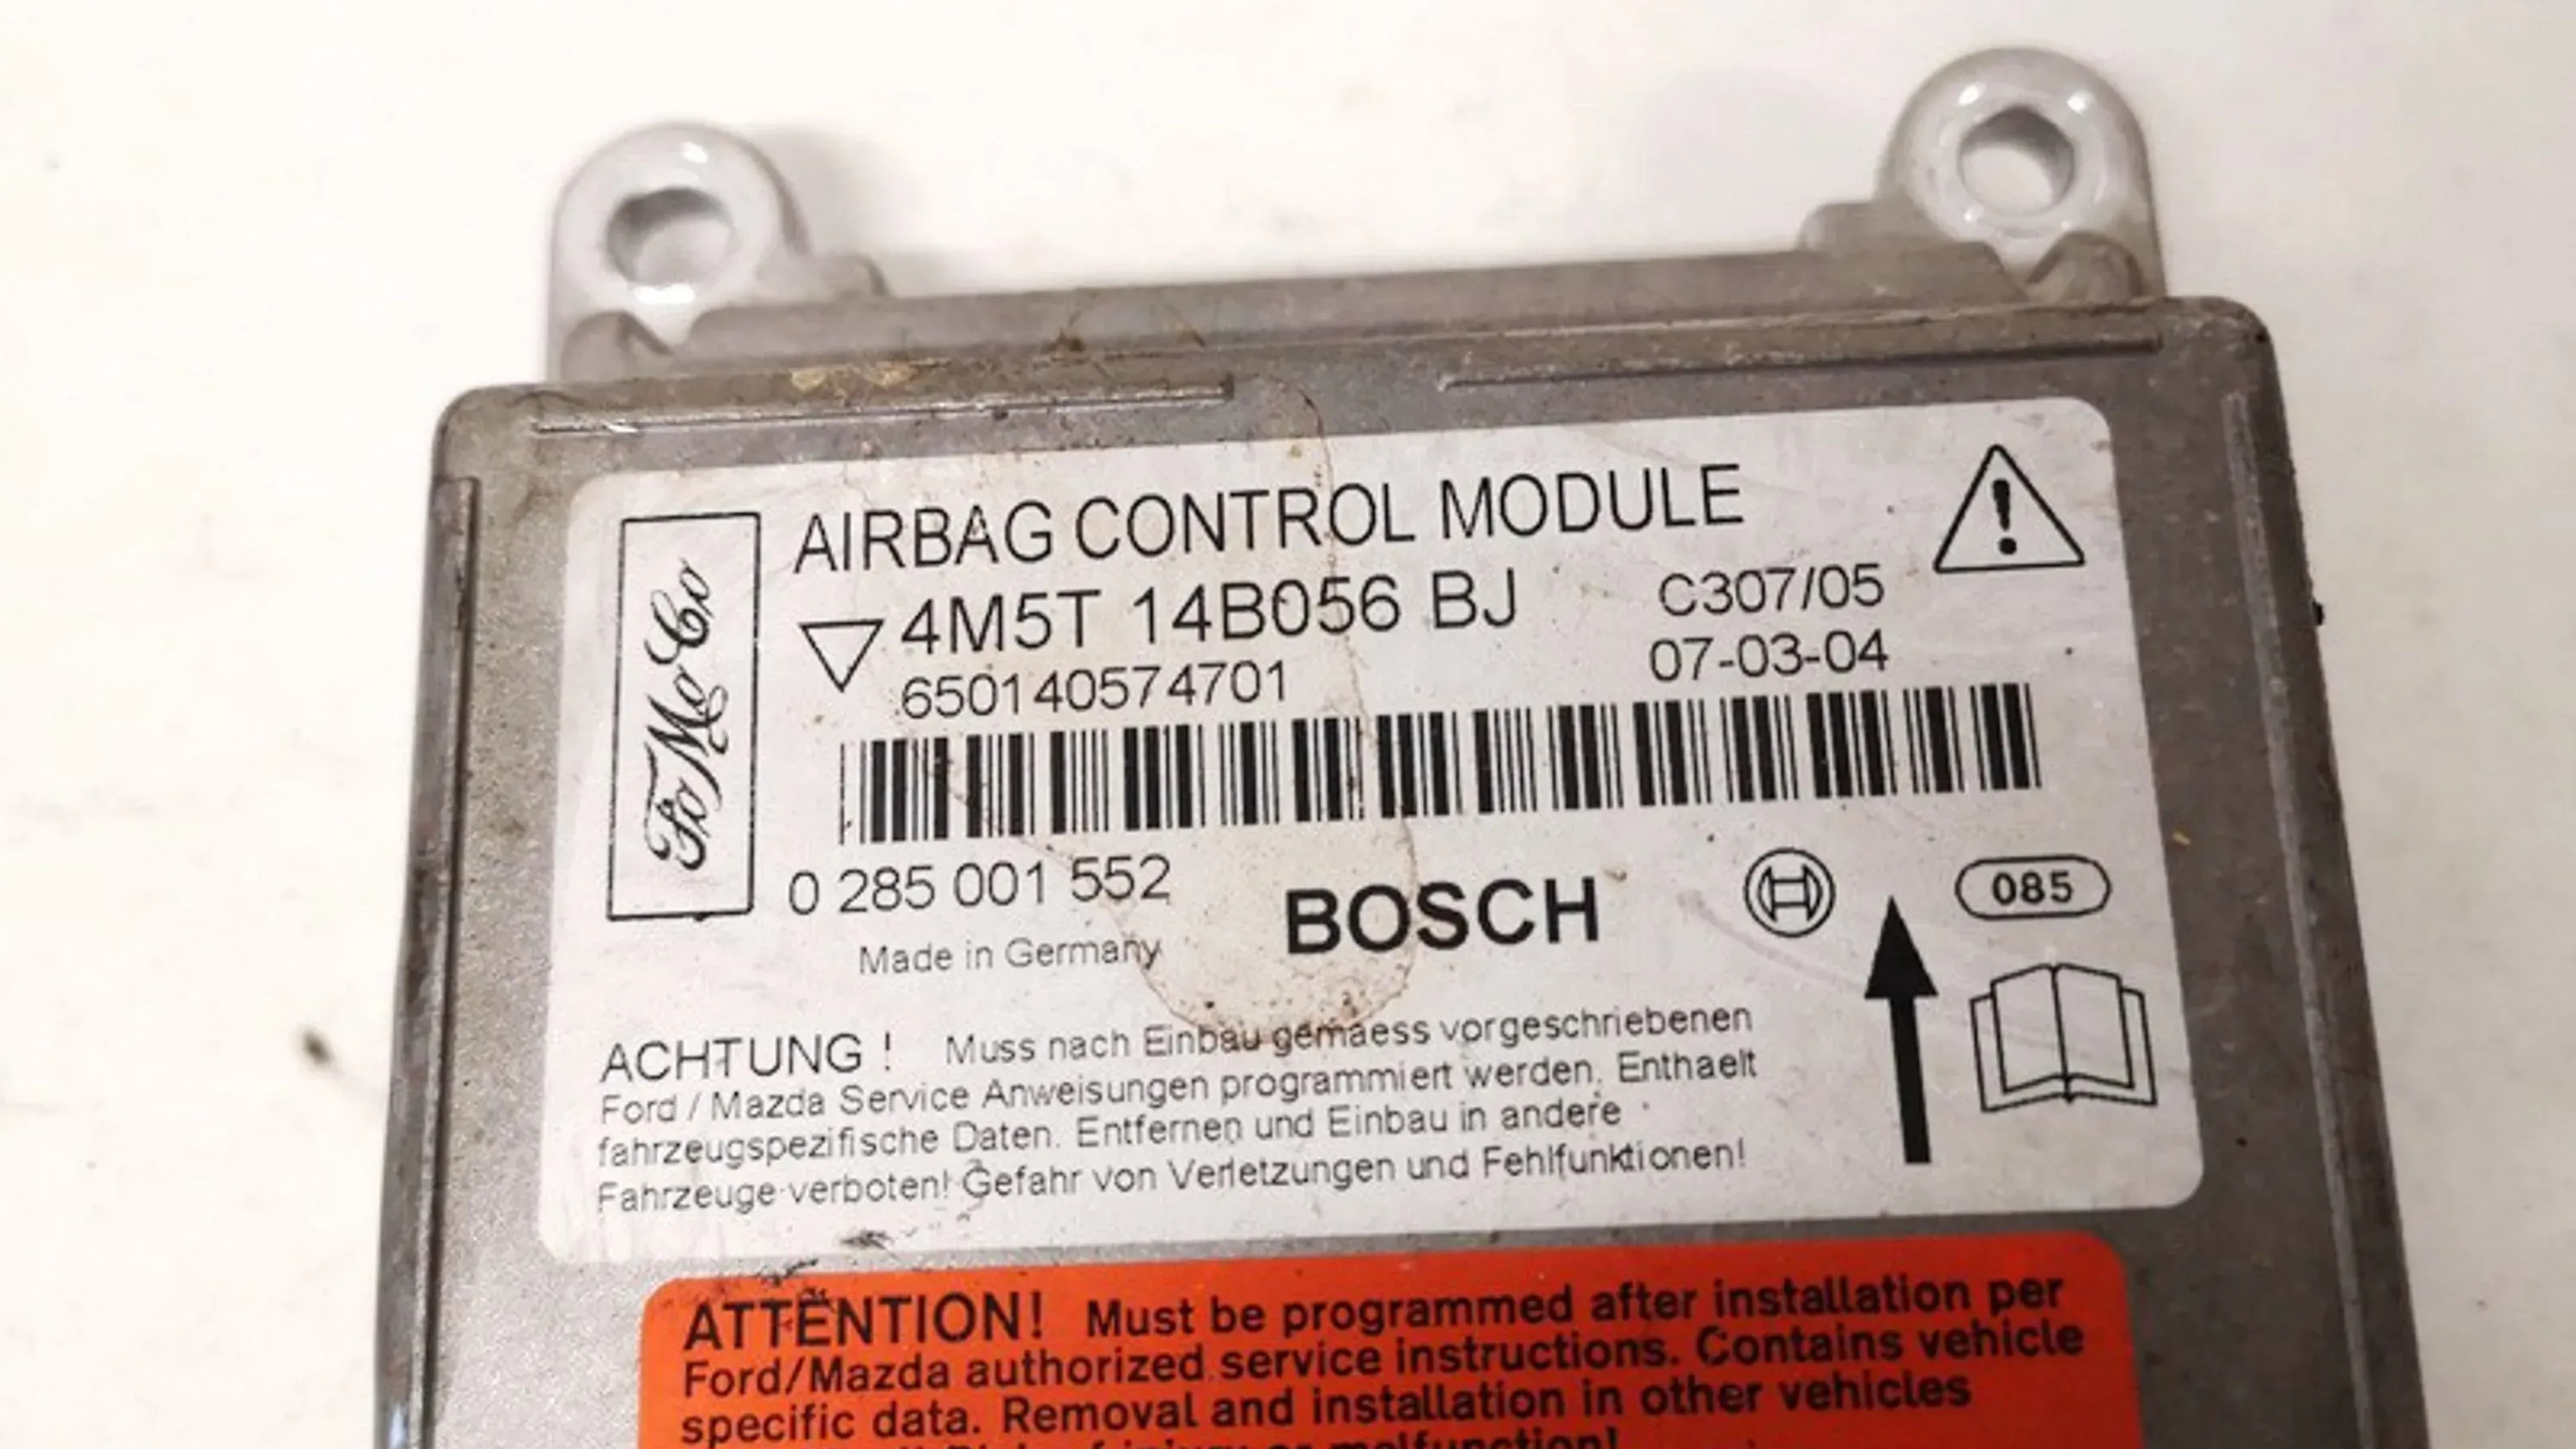 FoMoCo
AIRBAG CONTROL MODULE
4M5T 14B056 BJ
C307/05
650140574701
07-03-04
0 285 001 552
BOSCH
085
Made in Germany
ACHTUNG ! Muss nach Einbau gemaess vorgeschriebenen
Ford / Mazda Service Anweisungen programmiert werden. Enthaelt
fahrzeugspezifische Daten. Entfernen und Einbau in andere
Fahrzeuge verboten! Gefahr von Verletzungen und Fehlfunktionen!
ATTENTION! Must be programmed after installation per
Ford/Mazda authorized service instructions. Contains vehicle
specific data. Removal and installation in other vehicles
injury or malfunction!